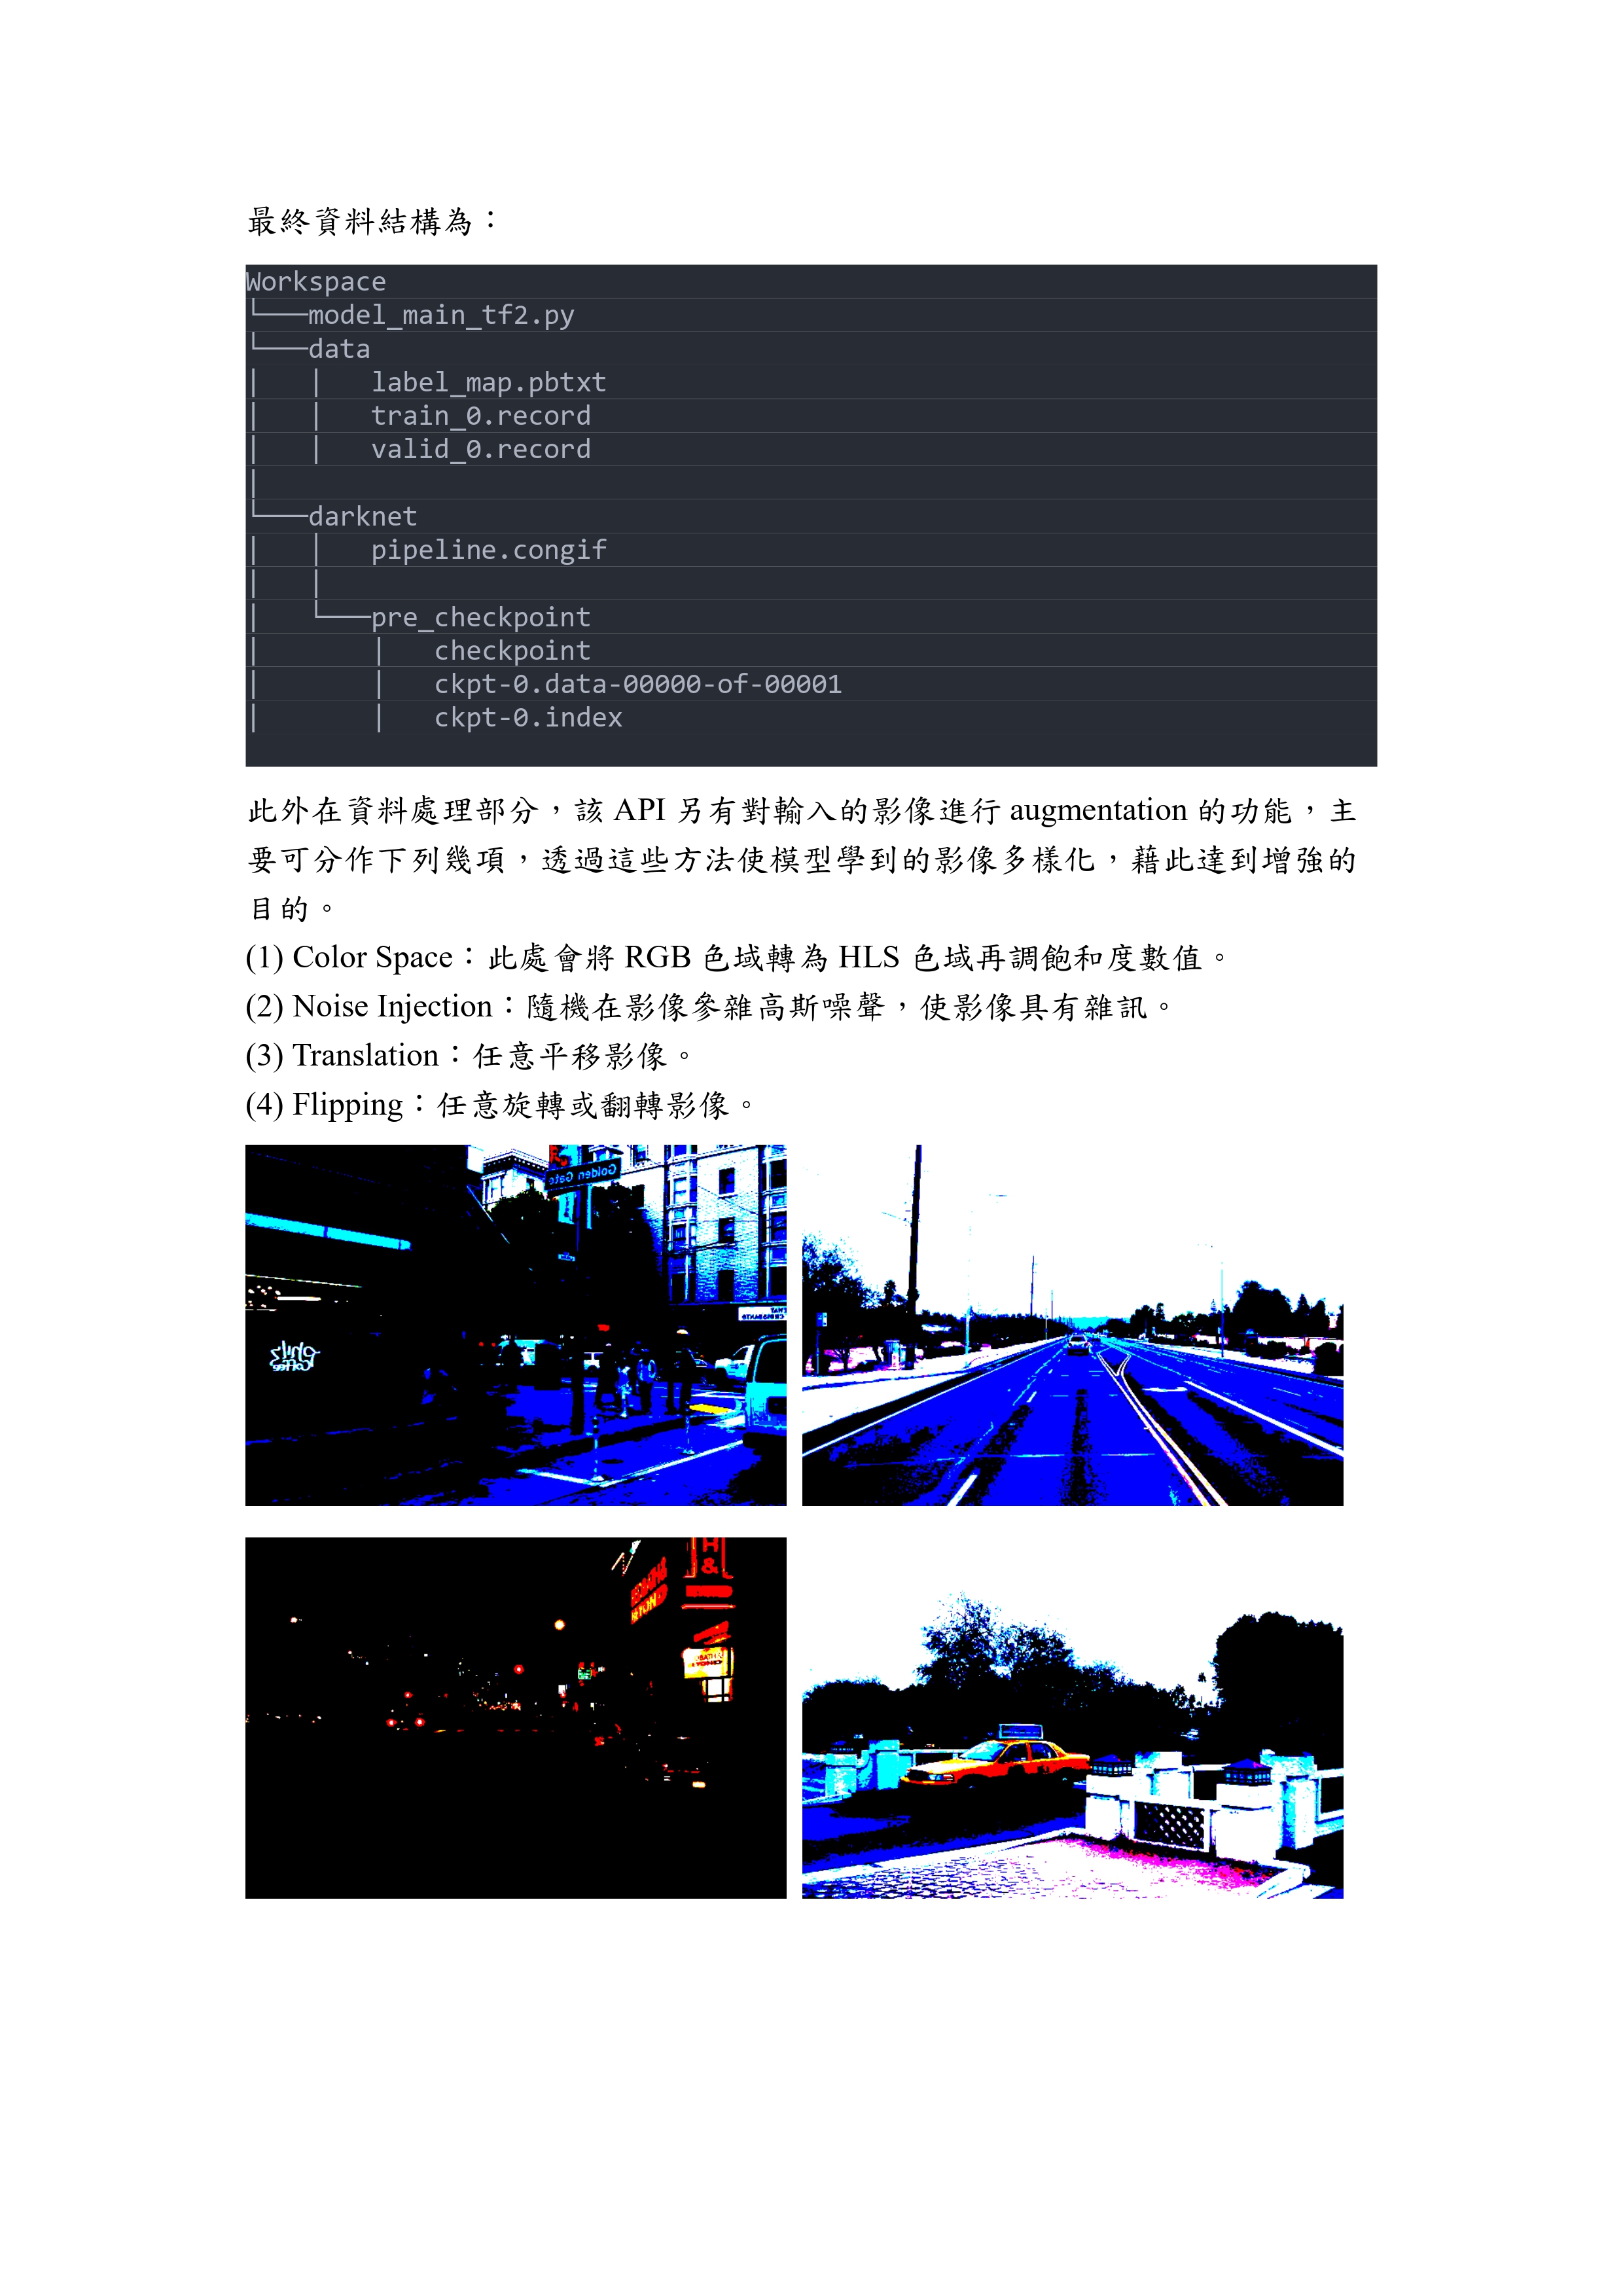 最終資料結構為：
Workspace
└───model_main_tf2.py
└───data
│   │   label_map.pbtxt
│   │   train_0.record
│   │   valid_0.record
│
└───darknet
│   │   pipeline.congif
│   │
│   └───pre_checkpoint
│       │   checkpoint
│       │   ckpt-0.data-00000-of-00001
│       │   ckpt-0.index
此外在資料處理部分，該 API 另有對輸入的影像進行 augmentation 的功能，主
要可分作下列幾項，透過這些方法使模型學到的影像多樣化，藉此達到增強的
目的。
(1) Color Space：此處會將 RGB 色域轉為 HLS 色域再調飽和度數值。
(2) Noise Injection：隨機在影像參雜高斯噪聲，使影像具有雜訊。
(3) Translation：任意平移影像。
(4) Flipping：任意旋轉或翻轉影像。
Golden Gate
H
&